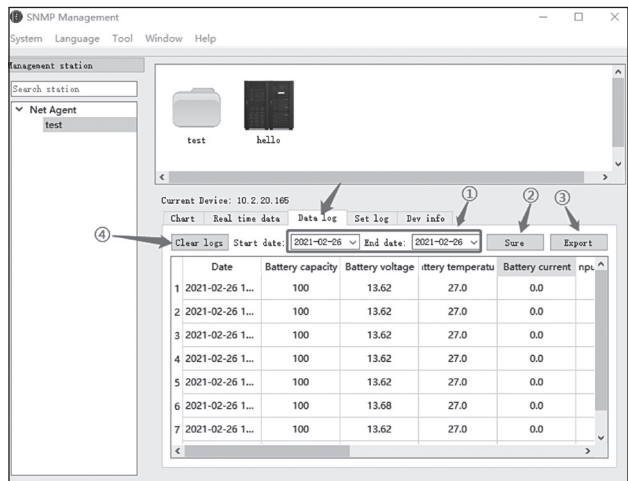 SNMP Management
System Language Tool Window Help
Management station
Search station
Net Agent
test
test hello
Current Device: 10.2.20.165
Chart Real time data Data log Set log Dev info
① ② ③ ④
Clear logs Start date: 2021-02-26 End date: 2021-02-26 Sure Export
Date Battery capacity Battery voltage ittery temperatu Battery current npu
1 2021-02-26 1... 100 13.62 27.0 0.0
2 2021-02-26 1... 100 13.62 27.0 0.0
3 2021-02-26 1... 100 13.62 27.0 0.0
4 2021-02-26 1... 100 13.62 27.0 0.0
5 2021-02-26 1... 100 13.62 27.0 0.0
6 2021-02-26 1... 100 13.68 27.0 0.0
7 2021-02-26 1... 100 13.62 27.0 0.0